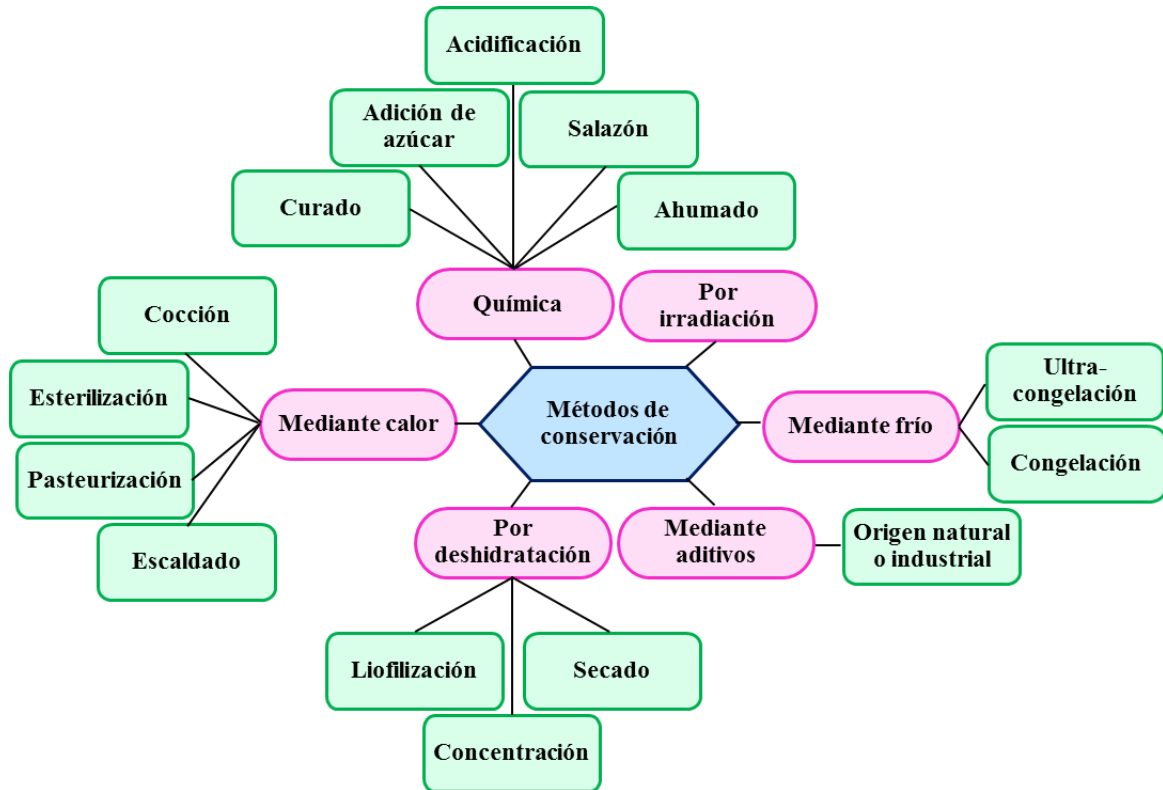 Acidificación
Adición de
azúcar
Salazón
Curado
Ahumado
Química
Por
irradiación
Cocción
Esterilización
Mediante calor
Pasteurización
Escaldado
Métodos de
conservación
Mediante frío
Ultra-
congelación
Congelación
Por
deshidratación
Mediante
aditivos
Origen natural
o industrial
Liofilización
Secado
Concentración